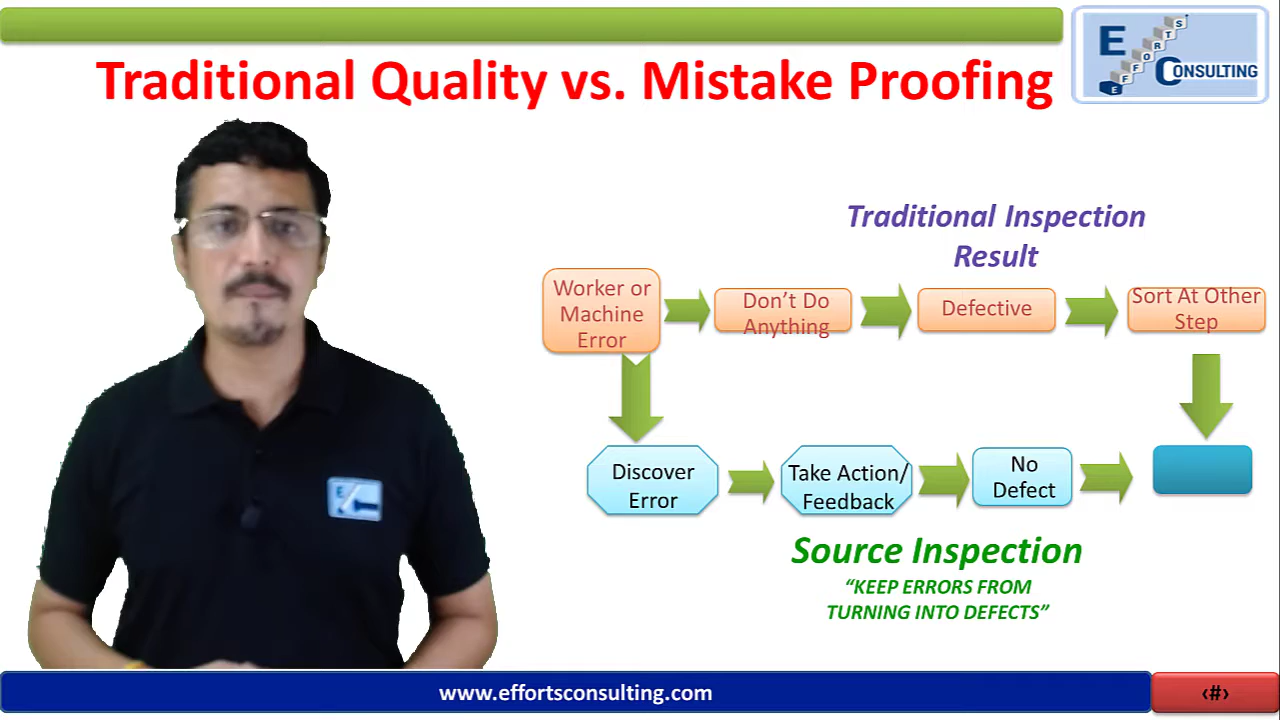 Traditional Quality vs. Mistake Proofing
E
EFFORTS
CONSULTING
Traditional Inspection
Result
Worker or
Machine
Error
Don’t Do
Anything
Defective
Sort At Other
Step
Discover
Error
Take Action/
Feedback
No
Defect
Source Inspection
“KEEP ERRORS FROM
TURNING INTO DEFECTS”
www.effortsconsulting.com
‹#›